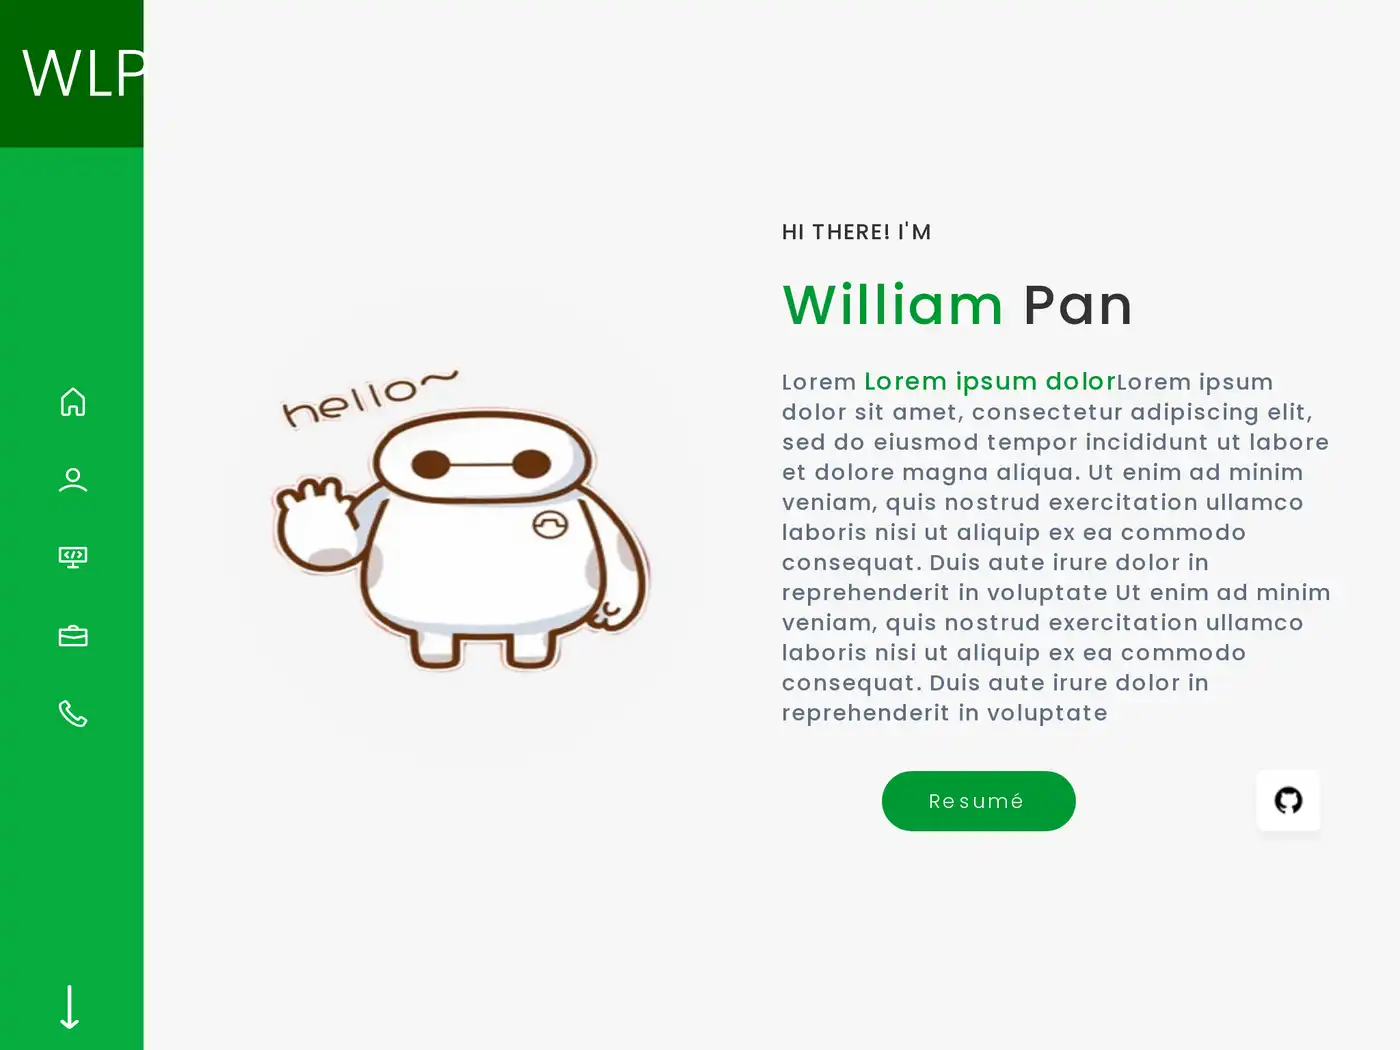 WLP
hello~
HI THERE! I'M
William Pan
Lorem Lorem ipsum dolorLorem ipsum
dolor sit amet, consectetur adipiscing elit,
sed do eiusmod tempor incididunt ut labore
et dolore magna aliqua. Ut enim ad minim
veniam, quis nostrud exercitation ullamco
laboris nisi ut aliquip ex ea commodo
consequat. Duis aute irure dolor in
reprehenderit in voluptate Ut enim ad minim
veniam, quis nostrud exercitation ullamco
laboris nisi ut aliquip ex ea commodo
consequat. Duis aute irure dolor in
reprehenderit in voluptate
Resumé